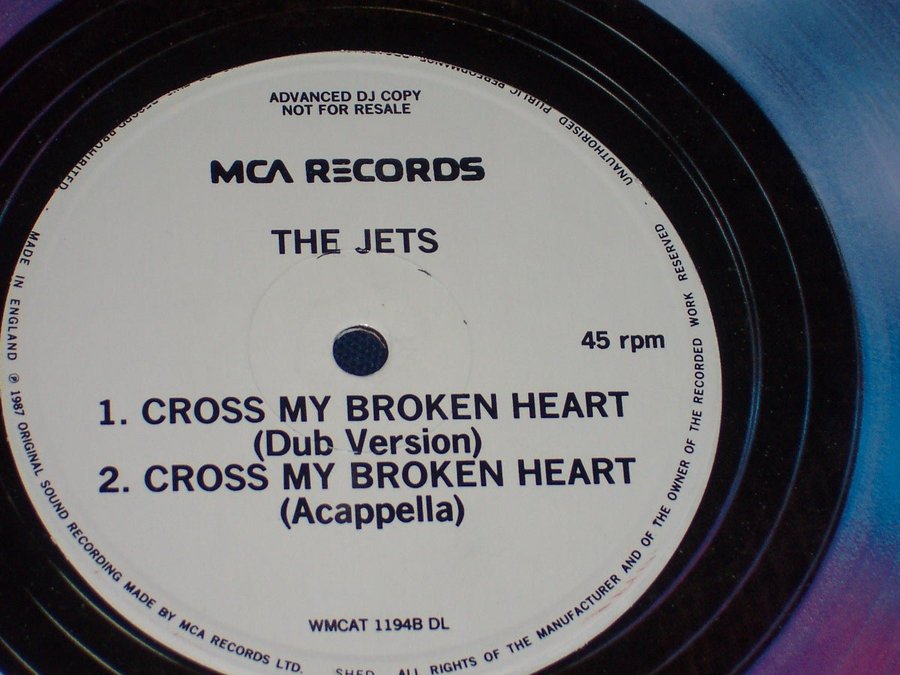 ADVANCED DJ COPY
NOT FOR RESALE
MCA RECORDS
THE JETS
45 rpm
1. CROSS MY BROKEN HEART
(Dub Version)
2. CROSS MY BROKEN HEART
(Acappella)
WMCAT 1194B DL
MADE IN ENGLAND ℗ 1987 ORIGINAL SOUND RECORDING MADE BY MCA RECORDS LTD.
ALL RIGHTS OF THE MANUFACTURER AND OF THE OWNER OF THE RECORDED WORK RESERVED
UNAUTHORISED PUBLIC PERFORMANCE
PROHIBITED